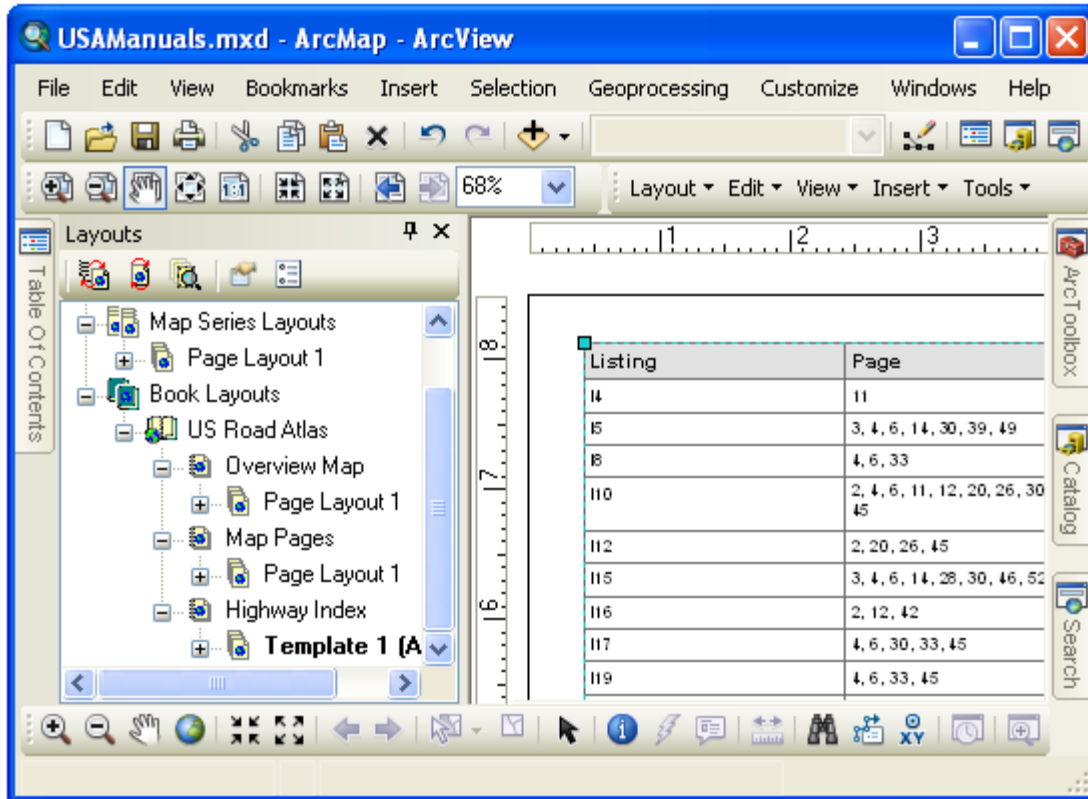 USAManuals.mxd - ArcMap - ArcView
File Edit View Bookmarks Insert Selection Geoprocessing Customize Windows Help
1:1 68% Layout Edit View Insert Tools
Table Of Contents
Layouts
Map Series Layouts
Page Layout 1
Book Layouts
US Road Atlas
Overview Map
Page Layout 1
Map Pages
Page Layout 1
Highway Index
Template 1 (A
1 2 3
8
7
6
Listing Page
I4 11
I5 3, 4, 6, 14, 30, 39, 49
I8 4, 6, 33
I10 2, 4, 6, 11, 12, 20, 26, 30
45
I12 2, 20, 26, 45
I15 3, 4, 6, 14, 28, 30, 46, 52
I16 2, 12, 42
I17 4, 6, 30, 33, 45
I19 4, 6, 33, 45
ArcToolbox
Catalog
Search
XY